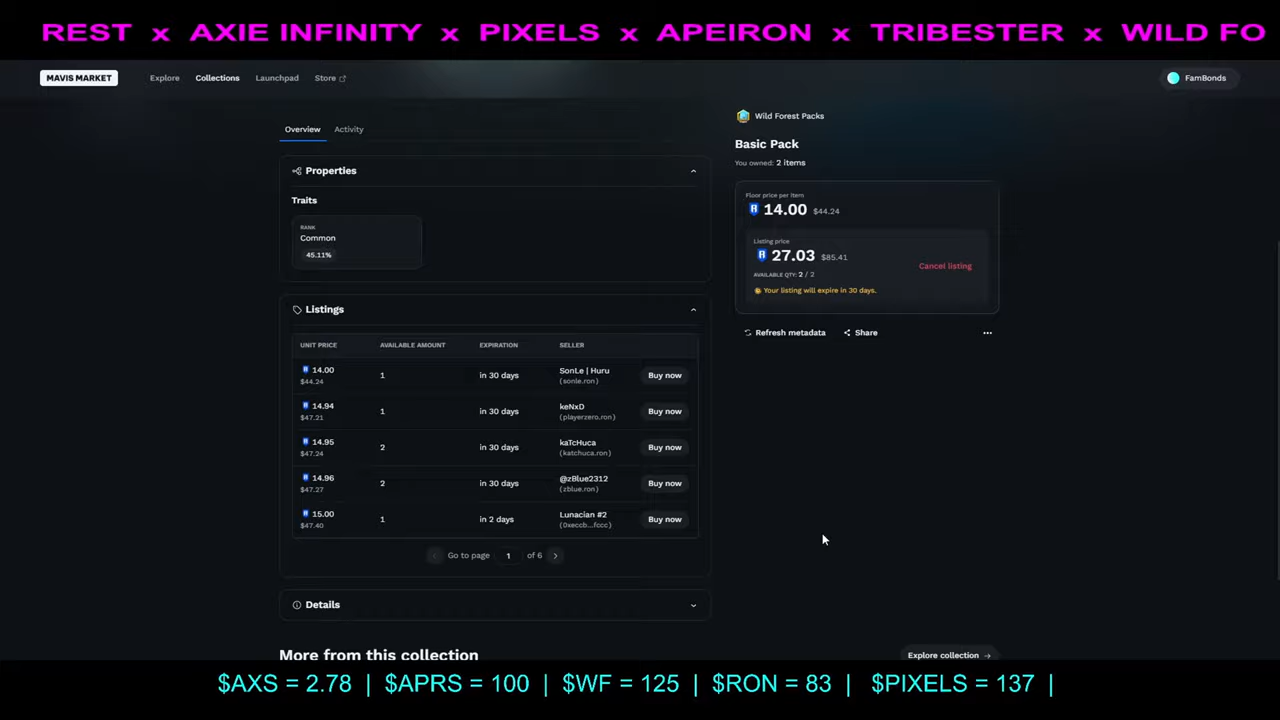 REST x AXIE INFINITY x PIXELS x APEIRON x TRIBESTER x WILD FO
MAVIS MARKET
Explore
Collections
Launchpad
Store
FamBonds
Overview
Activity
Properties
Traits
RANK
Common
45.11%
Listings
UNIT PRICE AVAILABLE AMOUNT EXPIRATION SELLER
14.00 1 in 30 days SonLe | Huru Buy now
$44.24 (sonle.ron)
14.94 1 in 30 days keNxD Buy now
$47.21 (playerzero.ron)
14.95 2 in 30 days kaTcHuca Buy now
$47.24 (katchuca.ron)
14.96 2 in 30 days @zBlue2312 Buy now
$47.27 (zblue.ron)
15.00 1 in 2 days Lunacian #2 Buy now
$47.40 (0xeccb...fccc)
Go to page 1 of 6
Details
More from this collection
Explore collection
Wild Forest Packs
Basic Pack
You owned: 2 items
Floor price per item
14.00 $44.24
Listing price
27.03 $85.41
Cancel listing
AVAILABLE QTY: 2 / 2
Your listing will expire in 30 days.
Refresh metadata
Share
$AXS = 2.78 | $APRS = 100 | $WF = 125 | $RON = 83 | $PIXELS = 137 |